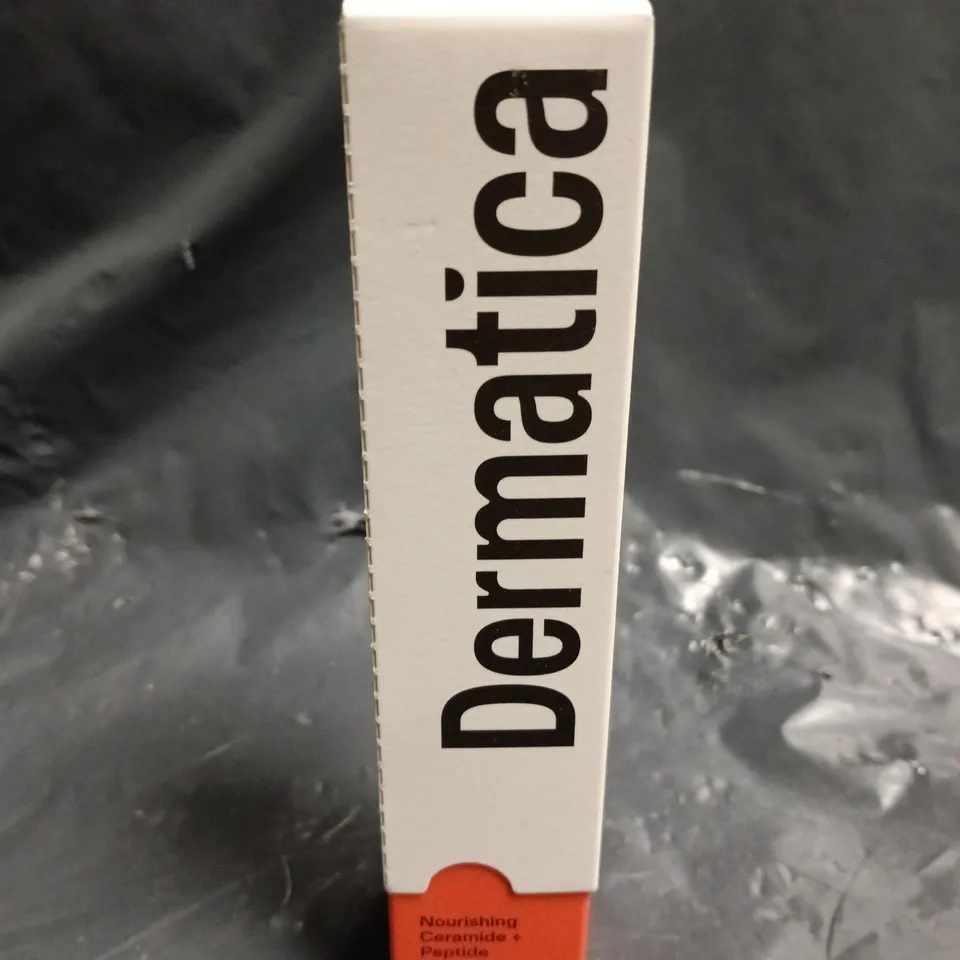 Dermatica
Nourishing
Ceramide +
Peptide